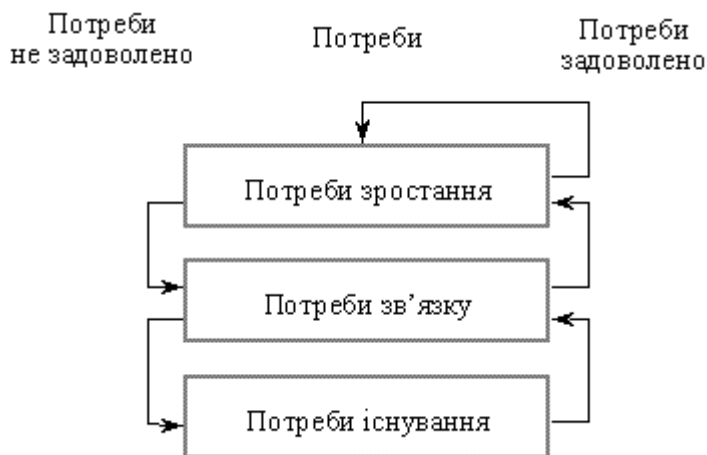 Потреби
не задоволено
Потреби
Потреби
задоволено
Потреби зростання
Потреби зв’язку
Потреби існування